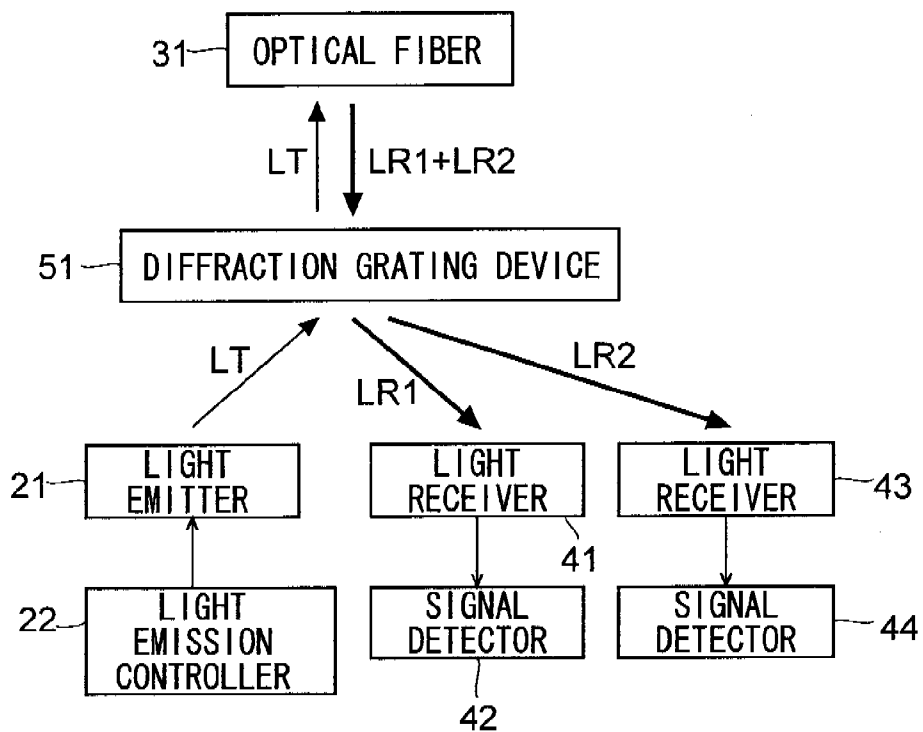 31
OPTICAL FIBER
LT
LR1+LR2
51
DIFFRACTION GRATING DEVICE
LT
LR1
LR2
21
LIGHT
EMITTER
LIGHT
RECEIVER
41
LIGHT
RECEIVER
43
22
LIGHT
EMISSION
CONTROLLER
SIGNAL
DETECTOR
42
SIGNAL
DETECTOR
44